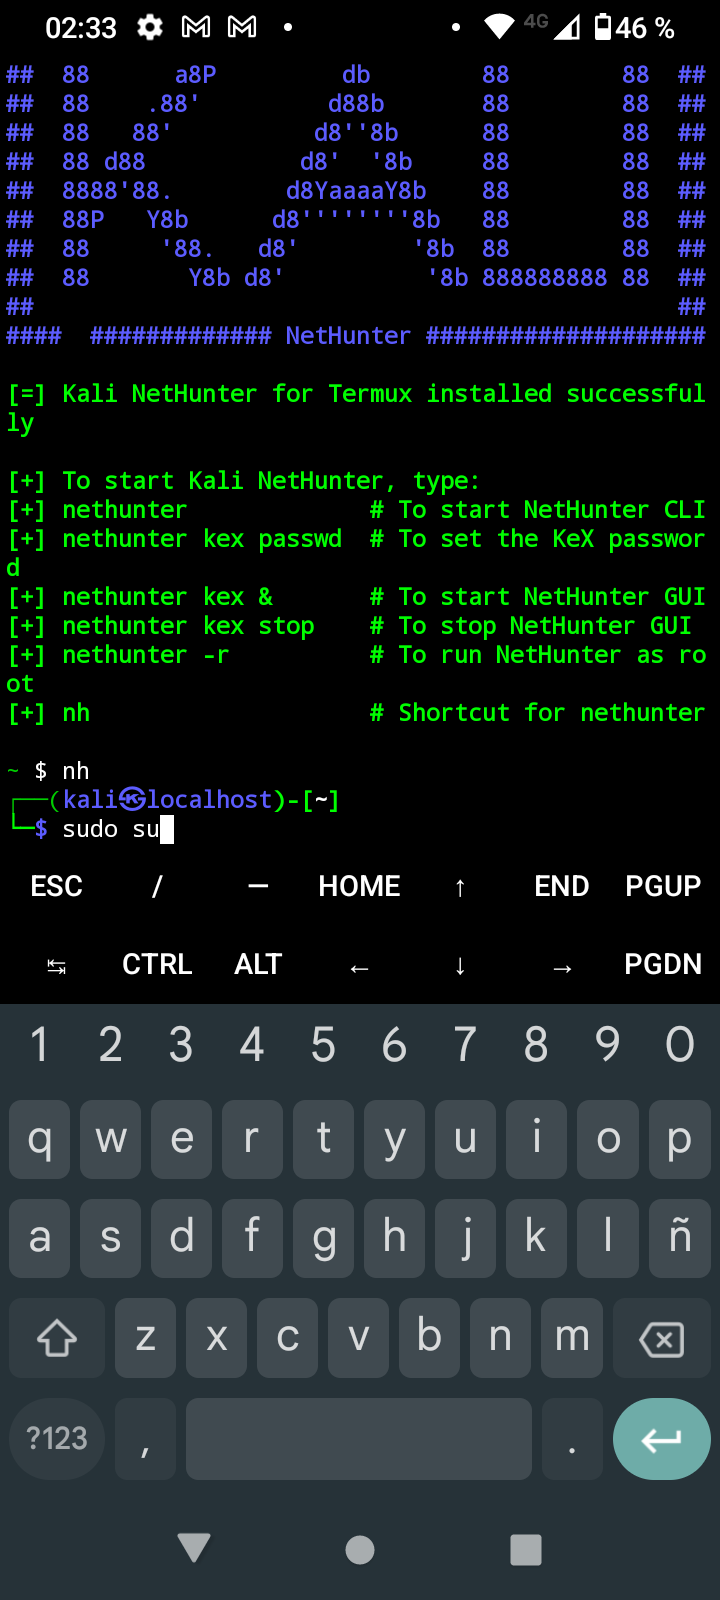 02:33 4G 46 %
##  88      a8P         db        88        88  ##
##  88    .88'         d88b       88        88  ##
##  88   88'          d8''8b      88        88  ##
##  88 d88           d8'  '8b     88        88  ##
##  8888'88.        d8YaaaaY8b    88        88  ##
##  88P   Y8b      d8''''''''8b   88        88  ##
##  88     '88.   d8'        '8b  88        88  ##
##  88       Y8b d8'          '8b 888888888 88  ##
##                                              ##
####  ############# NetHunter ####################
[=] Kali NetHunter for Termux installed successful
ly
[+] To start Kali NetHunter, type:
[+] nethunter             # To start NetHunter CLI
[+] nethunter kex passwd  # To set the KeX passwor
d
[+] nethunter kex &       # To start NetHunter GUI
[+] nethunter kex stop    # To stop NetHunter GUI
[+] nethunter -r          # To run NetHunter as ro
ot
[+] nh                    # Shortcut for nethunter
~ $ nh
┌──(kali㉿localhost)-[~]
└─$ sudo su
ESC / — HOME ↑ END PGUP
↹ CTRL ALT ← ↓ → PGDN
1 2 3 4 5 6 7 8 9 0
q w e r t y u i o p
a s d f g h j k l ñ
z x c v b n m
?123 , .